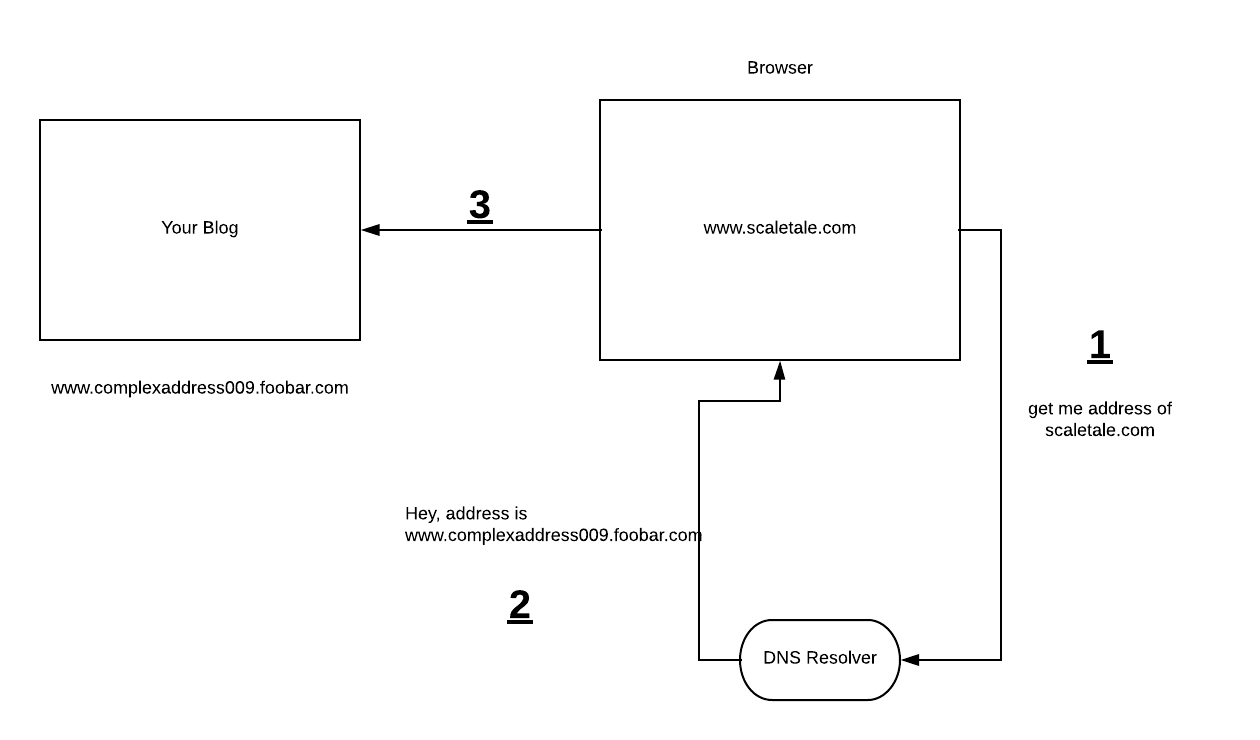 Browser
Your Blog
3
www.scaletale.com
www.complexaddress009.foobar.com
1
get me address of
scaletale.com
Hey, address is
www.complexaddress009.foobar.com
2
DNS Resolver